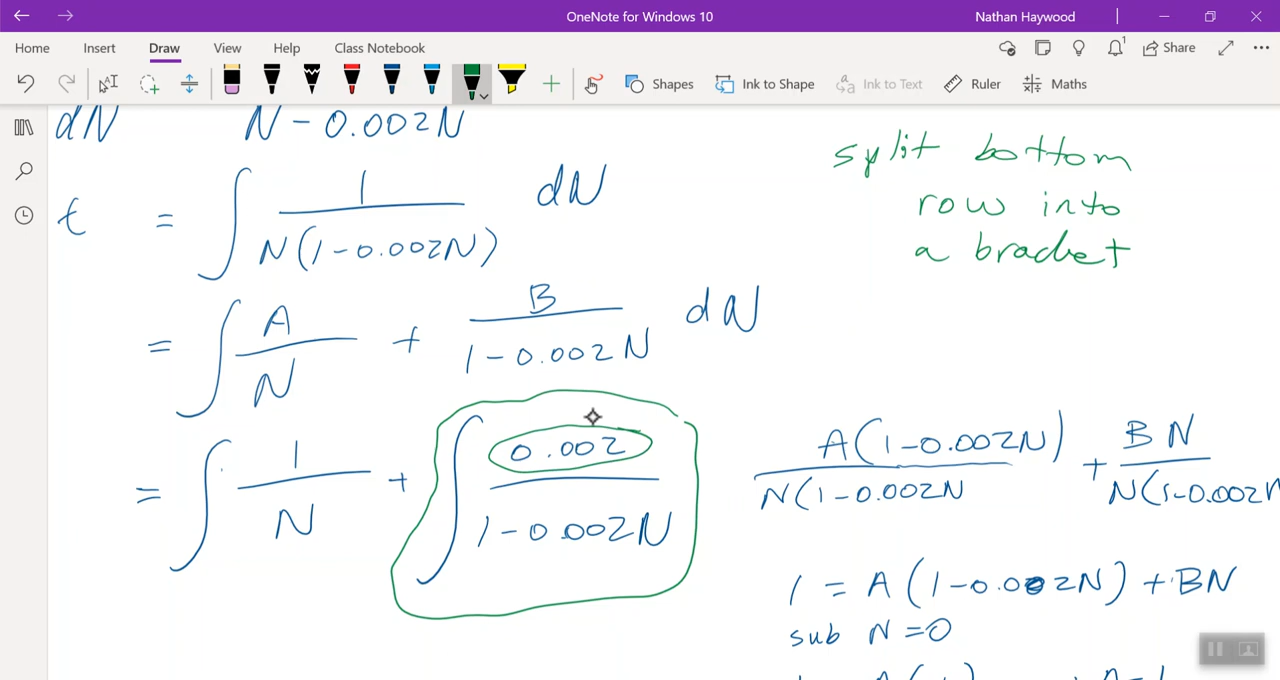 OneNote for Windows 10
Nathan Haywood
Home Insert Draw View Help Class Notebook
1 Share
Shapes Ink to Shape Ink to Text Ruler Maths
dN N - 0.002N
t = ∫ 1 / N(1-0.002N) dN
= ∫ A/N + B / 1-0.002N dN
= ∫ 1/N + ∫ 0.002 / 1-0.002N
split bottom
row into
a bracket
A(1-0.002N) / N(1-0.002N + BN / N(1-0.002N
1 = A(1-0.002N) + BN
sub N=0
A=1